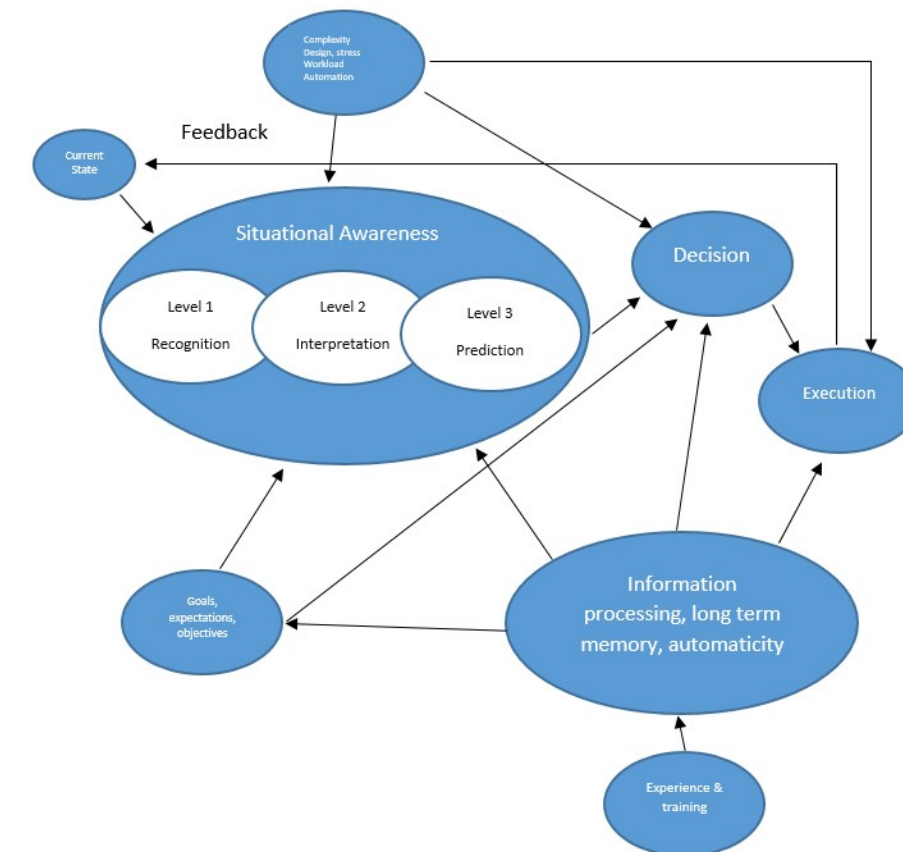 Complexity
Design, stress
Workload
Automation
Feedback
Current
State
Situational Awareness
Level 1
Recognition
Level 2
Interpretation
Level 3
Prediction
Decision
Execution
Goals,
expectations,
objectives
Information
processing, long term
memory, automaticity
Experience &
training